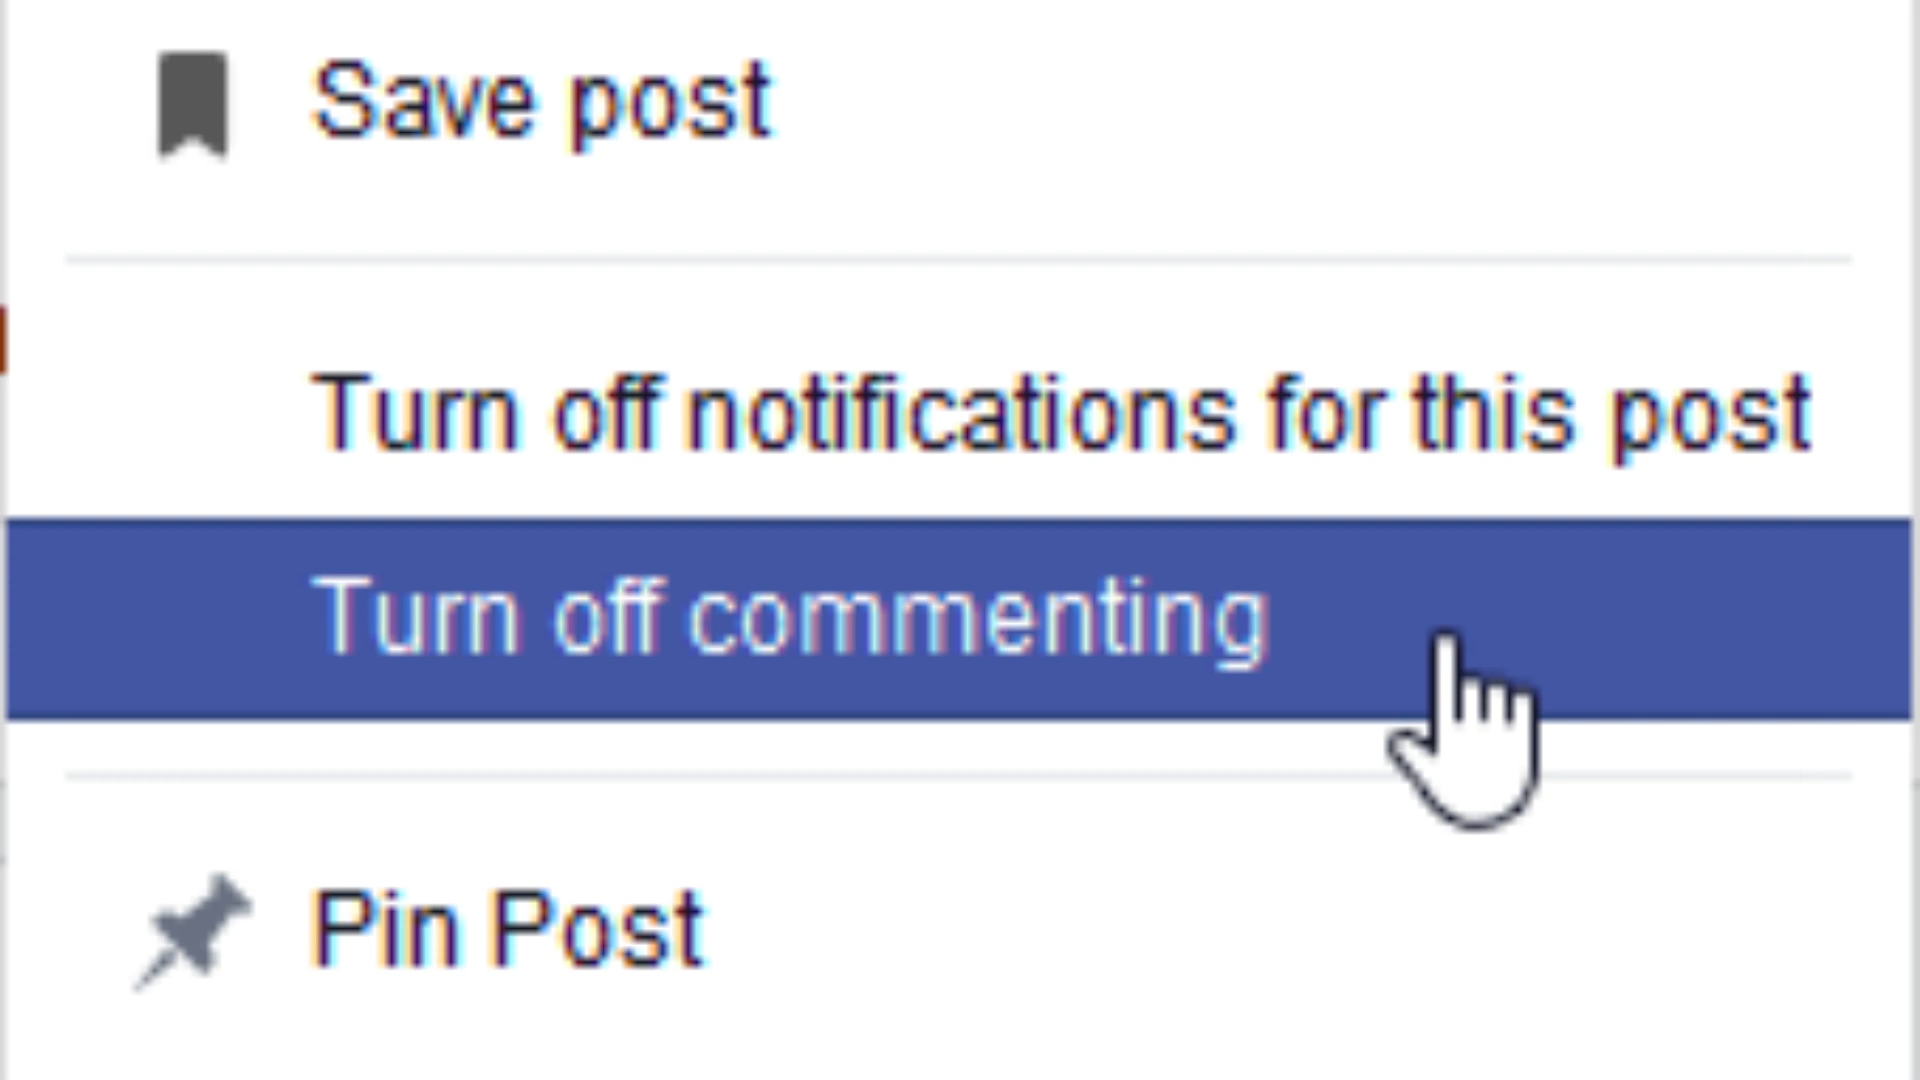 Save post
Turn off notifications for this post
Turn off commenting
Pin Post